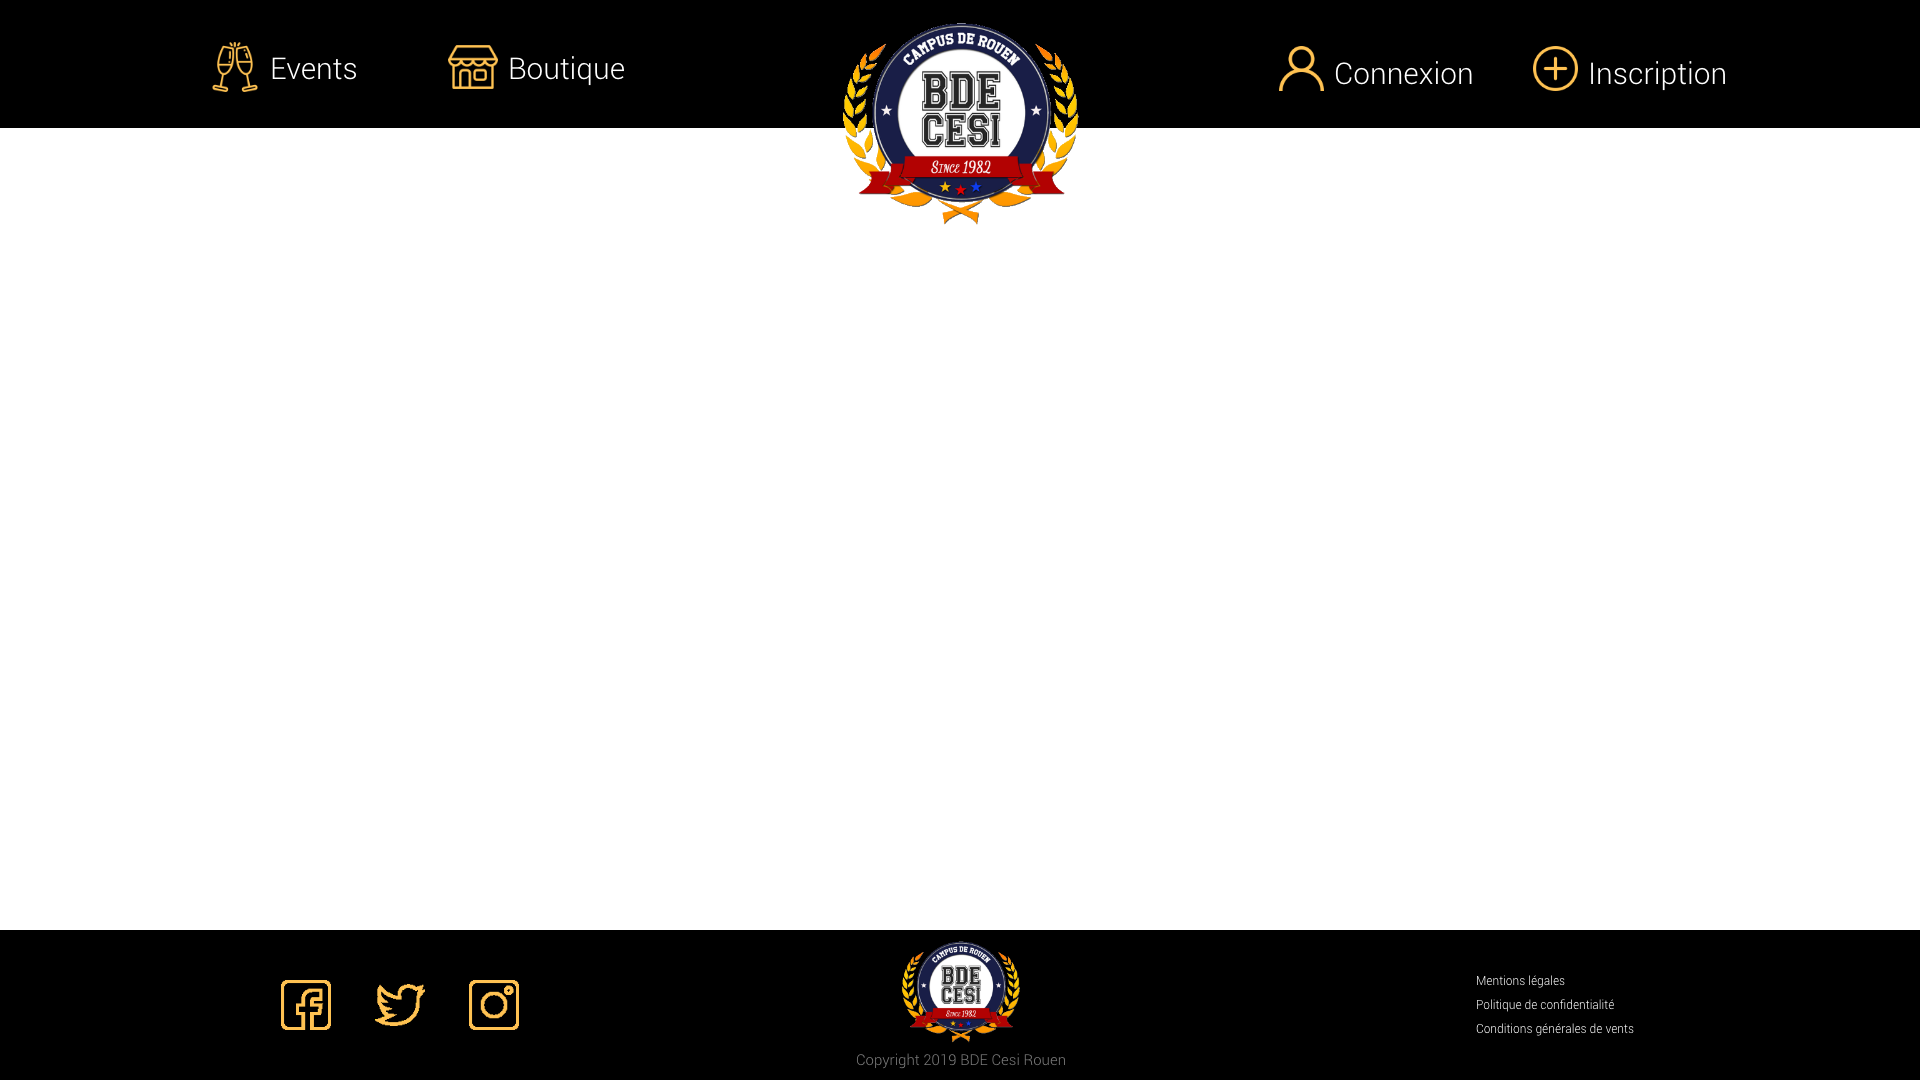 Events
Boutique
CAMPUS DE ROUEN
BDE
CESI
SINCE 1982
Connexion
Inscription
CAMPUS DE ROUEN
BDE
CESI
SINCE 1982
Copyright 2019 BDE Cesi Rouen
Mentions légales
Politique de confidentialité
Conditions générales de vents